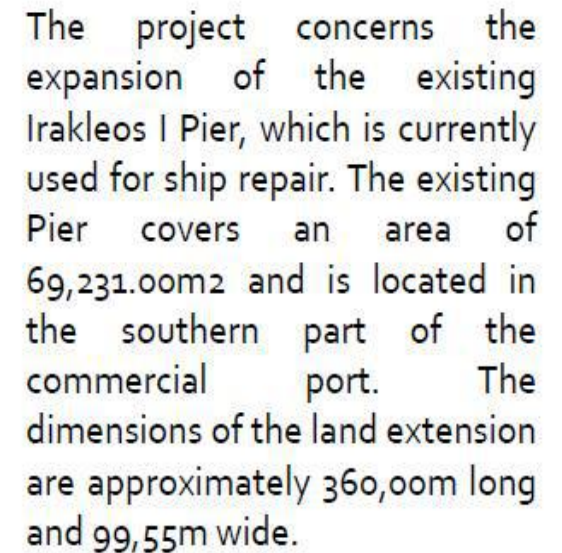 The project concerns the
expansion of the existing
Irakleos I Pier, which is currently
used for ship repair. The existing
Pier covers an area of
69,231.00m2 and is located in
the southern part of the
commercial port. The
dimensions of the land extension
are approximately 360,00m long
and 99,55m wide.